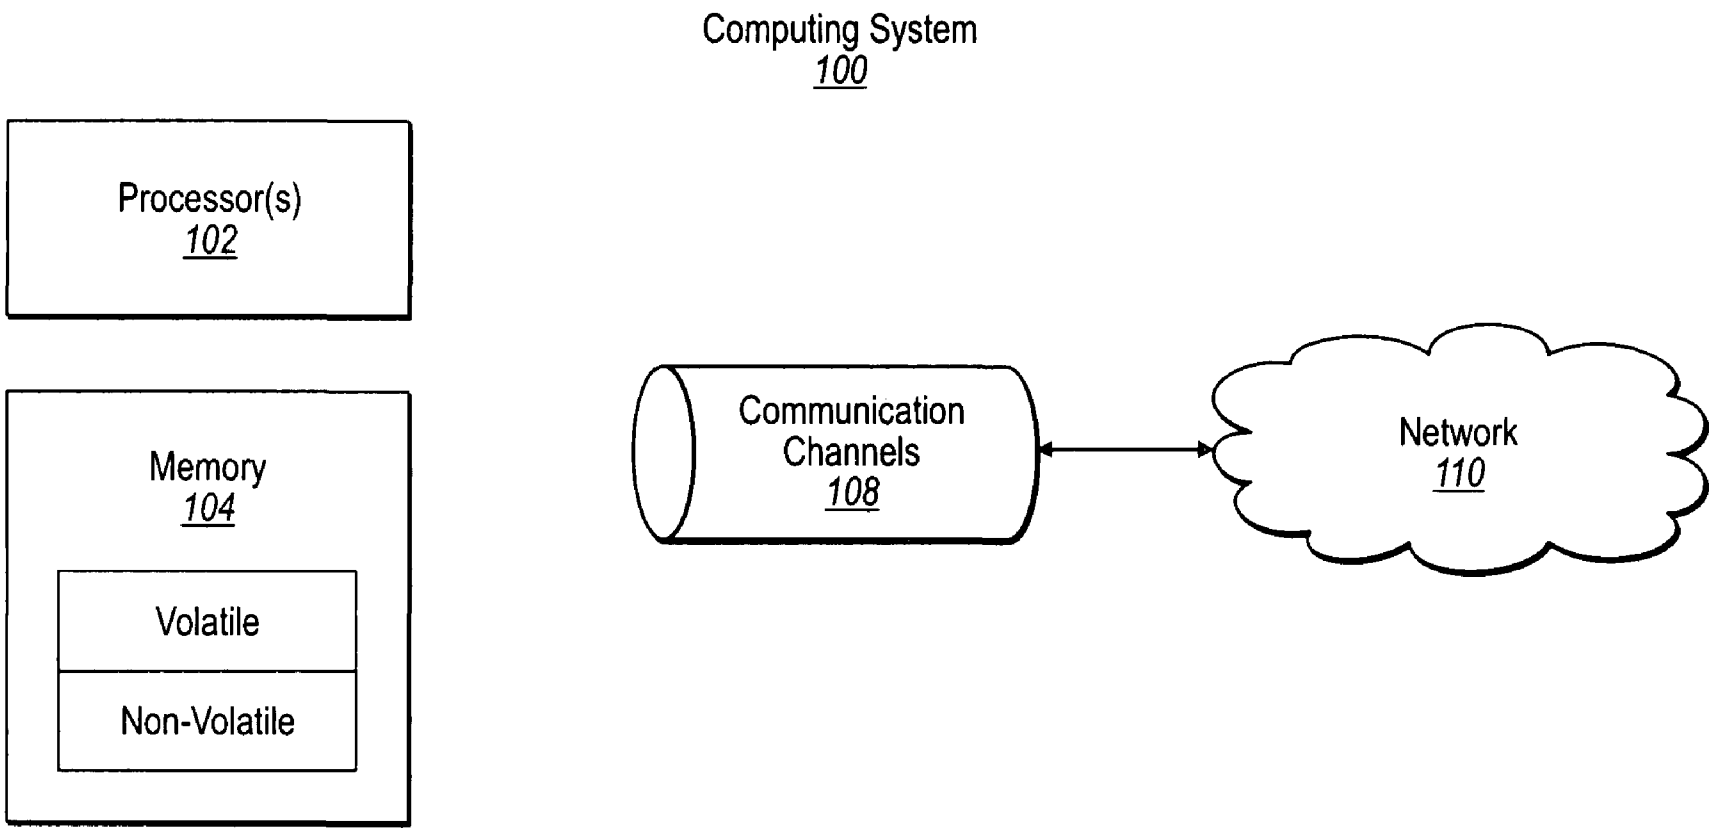 Computing System
100
Processor(s)
102
Memory
104
Volatile
Non-Volatile
Communication
Channels
108
Network
110